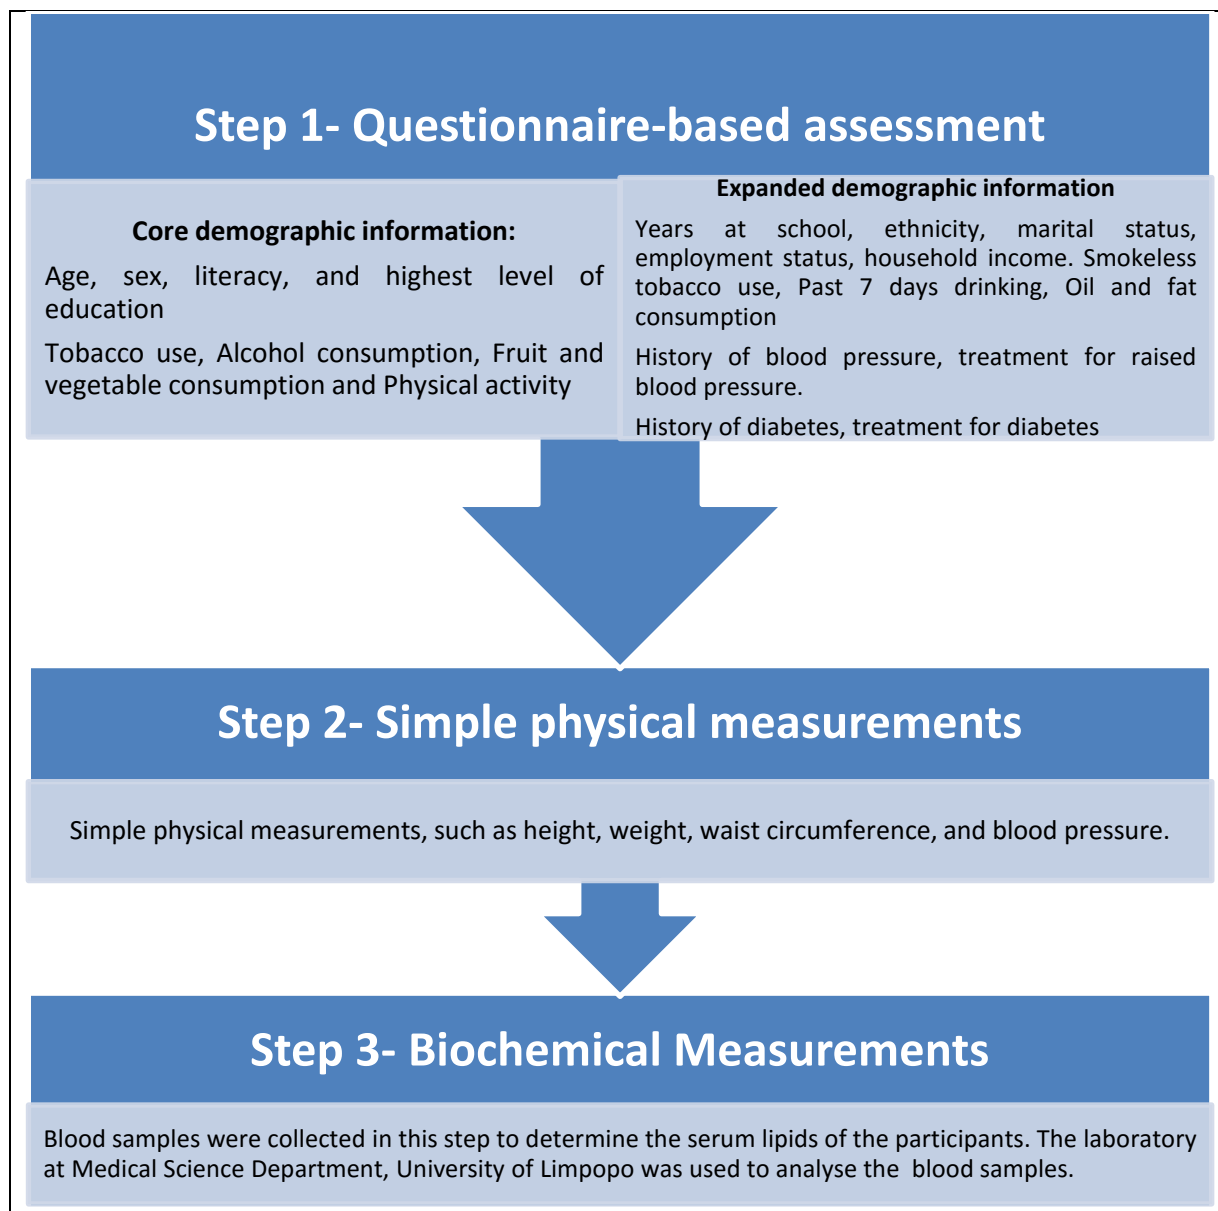 Step 1- Questionnaire-based assessment
Core demographic information:
Age, sex, literacy, and highest level of
education
Tobacco use, Alcohol consumption, Fruit and
vegetable consumption and Physical activity
Expanded demographic information
Years at school, ethnicity, marital status,
employment status, household income. Smokeless
tobacco use, Past 7 days drinking, Oil and fat
consumption
History of blood pressure, treatment for raised
blood pressure.
History of diabetes, treatment for diabetes
Step 2- Simple physical measurements
Simple physical measurements, such as height, weight, waist circumference, and blood pressure.
Step 3- Biochemical Measurements
Blood samples were collected in this step to determine the serum lipids of the participants. The laboratory
at Medical Science Department, University of Limpopo was used to analyse the blood samples.